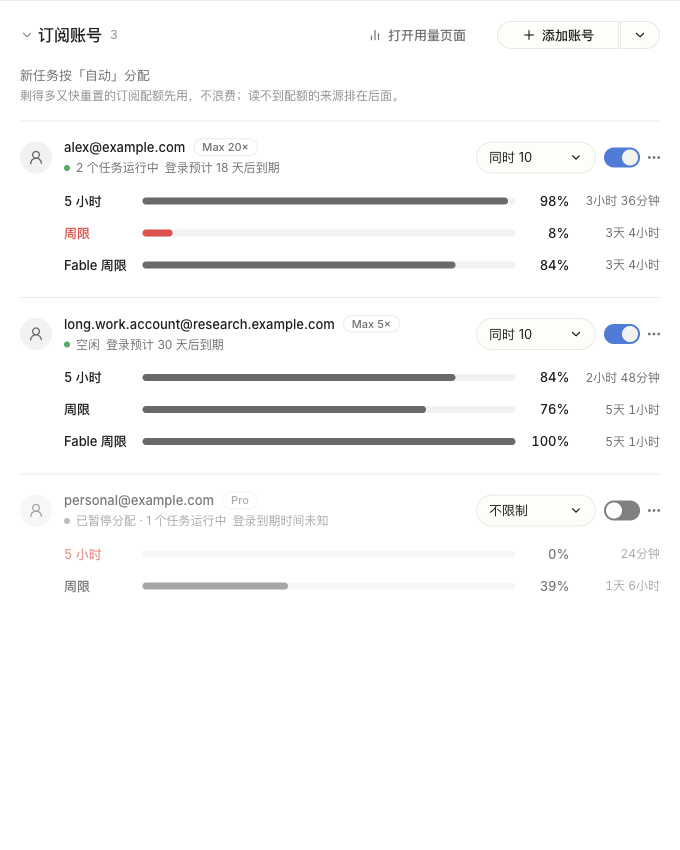 订阅账号 3 打开用量页面 添加账号
新任务按「自动」分配
剩得多又快重置的订阅配额先用，不浪费；读不到配额的来源排在后面。
alex@example.com Max 20× 同时 10
2 个任务运行中 登录预计 18 天后到期
5 小时 98% 3小时 36分钟
周限 8% 3天 4小时
Fable 周限 84% 3天 4小时
long.work.account@research.example.com Max 5× 同时 10
空闲 登录预计 30 天后到期
5 小时 84% 2小时 48分钟
周限 76% 5天 1小时
Fable 周限 100% 5天 1小时
personal@example.com Pro 不限制
已暂停分配 · 1 个任务运行中 登录到期时间未知
5 小时 0% 24分钟
周限 39% 1天 6小时